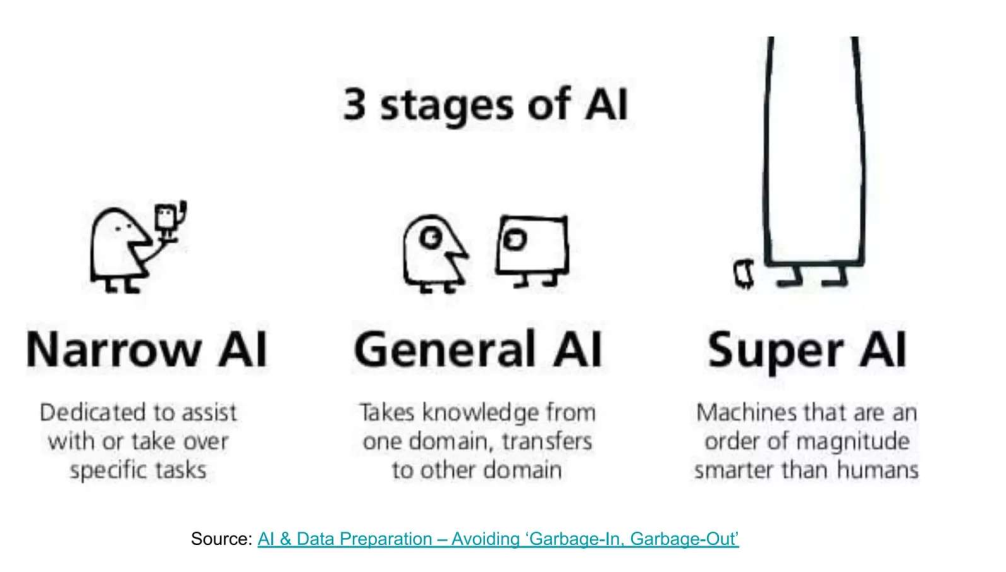 3 stages of AI
Narrow AI
Dedicated to assist
with or take over
specific tasks
General AI
Takes knowledge from
one domain, transfers
to other domain
Super AI
Machines that are an
order of magnitude
smarter than humans
Source: AI & Data Preparation – Avoiding ‘Garbage-In, Garbage-Out’